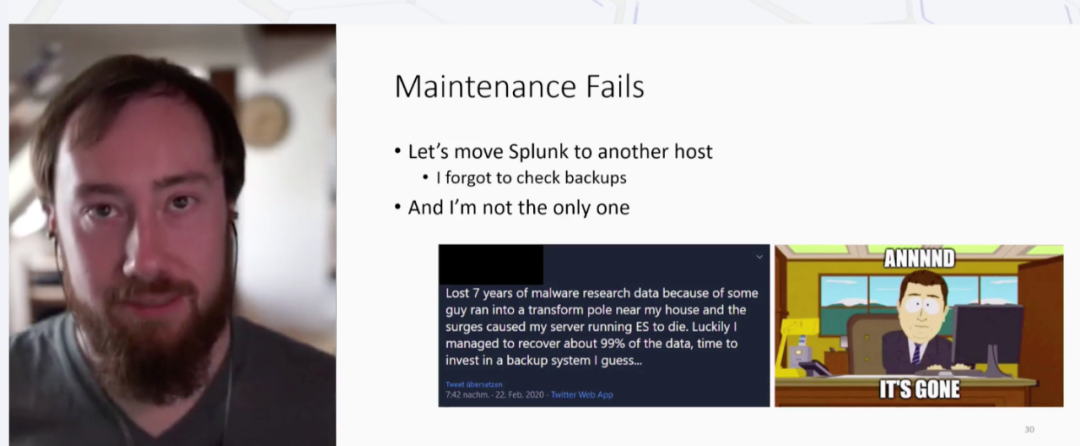 Maintenance Fails
• Let's move Splunk to another host
• I forgot to check backups
• And I'm not the only one
Lost 7 years of malware research data because of some
guy ran into a transform pole near my house and the
surges caused my server running ES to die. Luckily I
managed to recover about 99% of the data, time to
invest in a backup system I guess...
Tweet übersetzen
7:42 nachm. · 22. Feb. 2020 · Twitter Web App
ANNNND
IT'S GONE
30